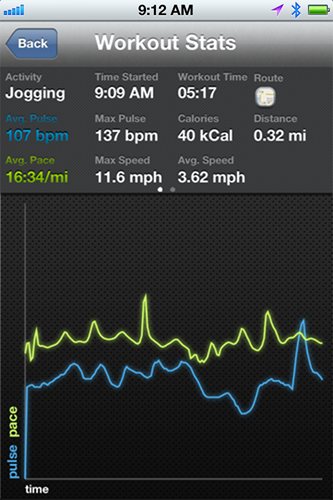 9:12 AM
Back
Workout Stats
Activity Time Started Workout Time Route
Jogging 9:09 AM 05:17
Avg. Pulse Max Pulse Calories Distance
107 bpm 137 bpm 40 kCal 0.32 mi
Avg. Pace Max Speed Avg. Speed
16:34/mi 11.6 mph 3.62 mph
pulse pace
time